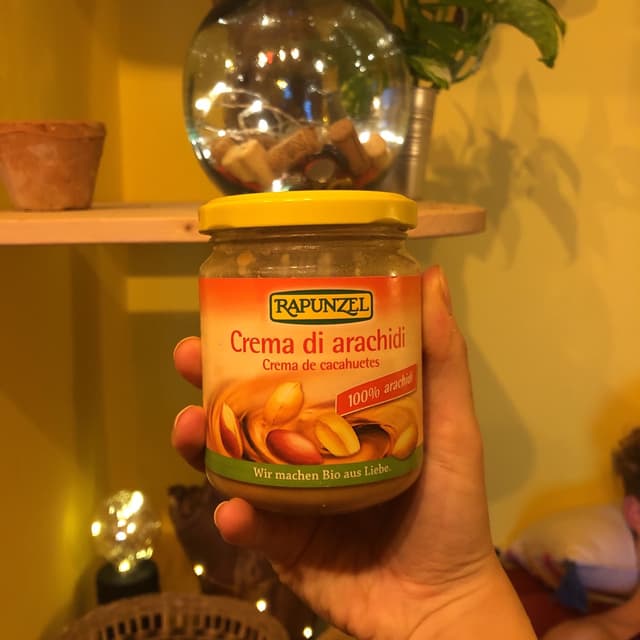 RAPUNZEL
Crema di arachidi
Crema de cacahuetes
100% arachidi
Wir machen Bio aus Liebe.